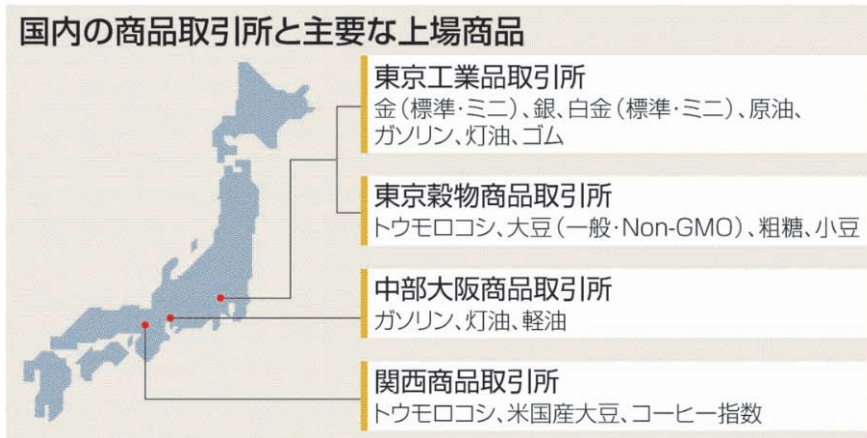 国内の商品取引所と主要な上場商品
東京工業品取引所
金(標準・ミニ)、銀、白金(標準・ミニ)、原油、
ガソリン、灯油、ゴム
東京穀物商品取引所
トウモロコシ、大豆(一般・Non-GMO)、粗糖、小豆
中部大阪商品取引所
ガソリン、灯油、軽油
関西商品取引所
トウモロコシ、米国産大豆、コーヒー指数